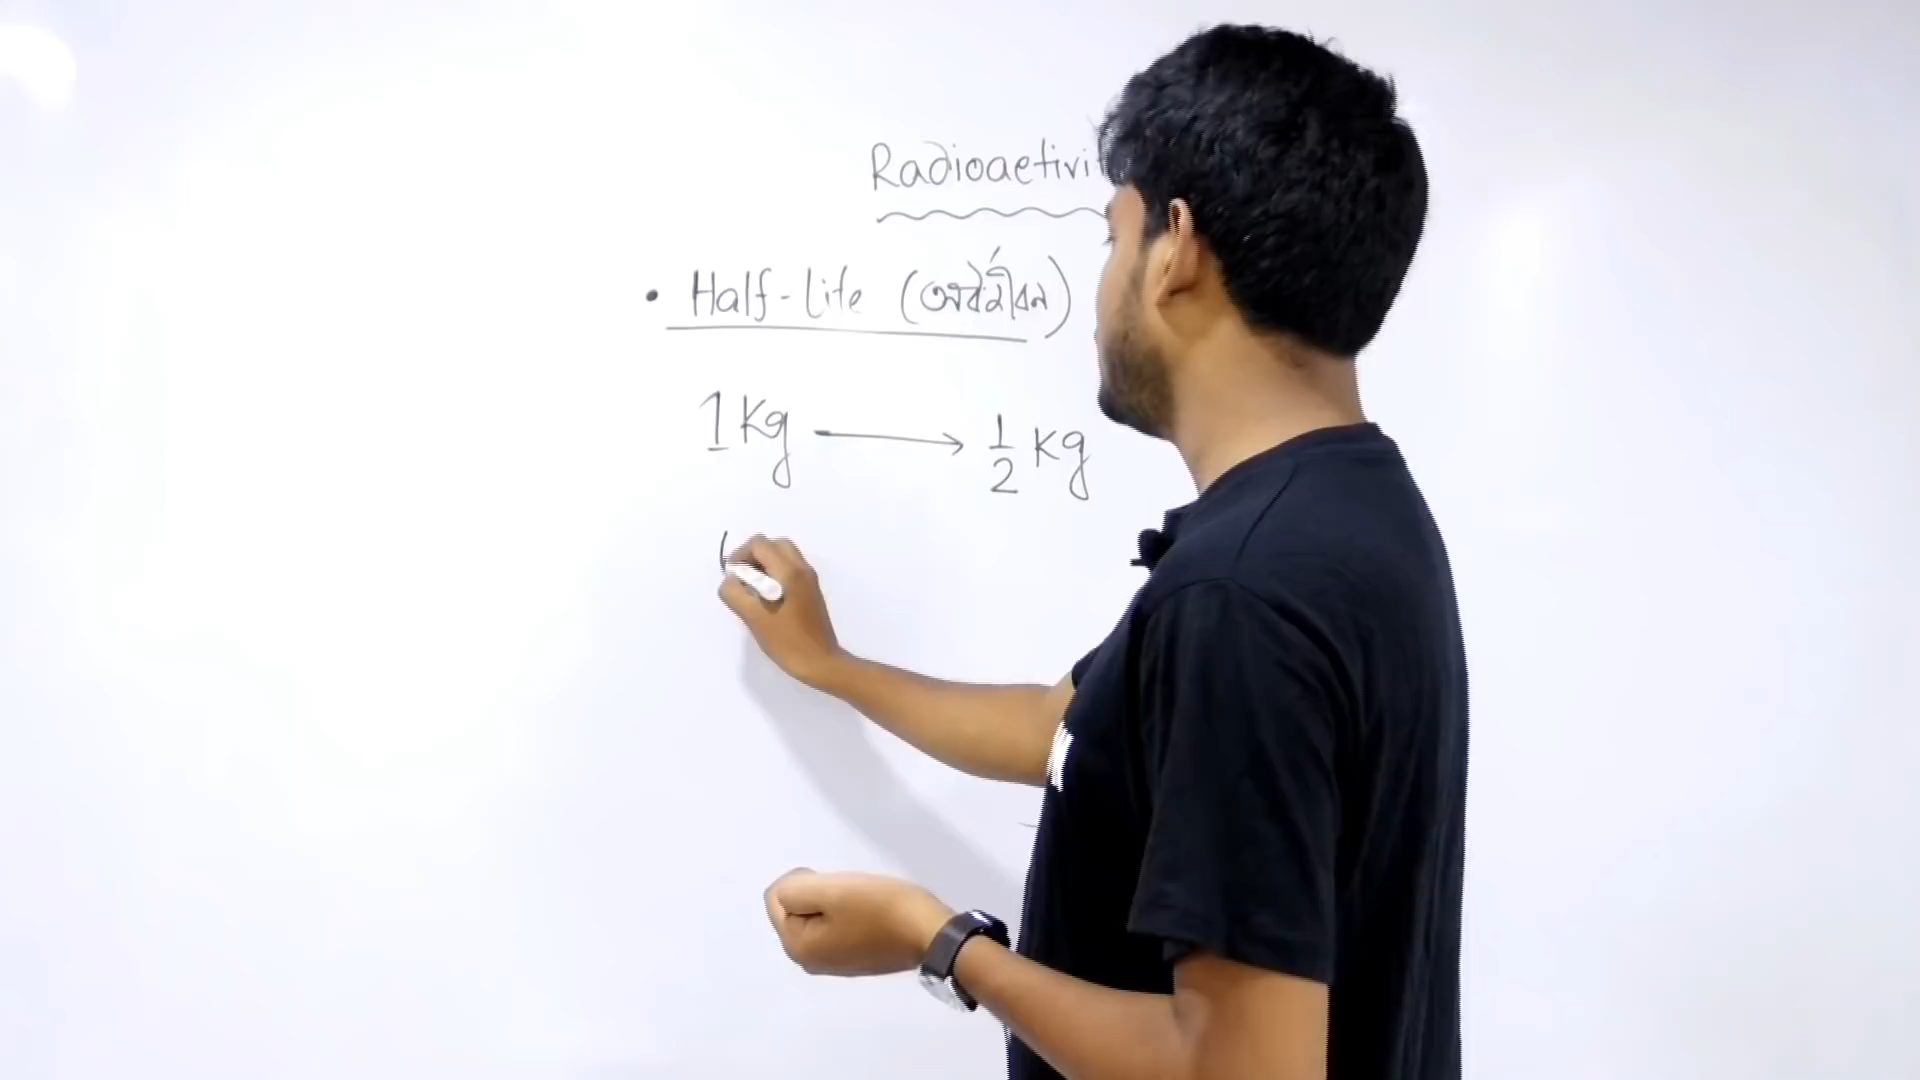 Radioactivi
• Half-life (অর্ধজীবন)
1 Kg → 1/2 Kg